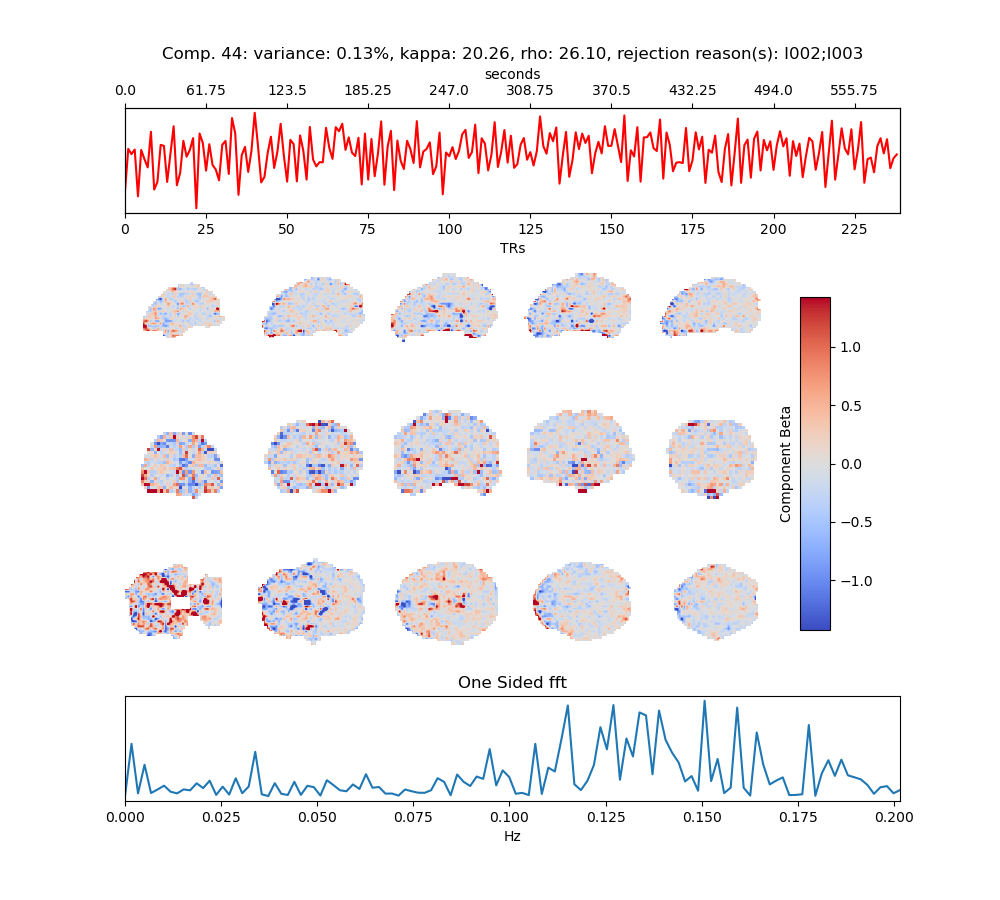 Comp. 44: variance: 0.13%, kappa: 20.26, rho: 26.10, rejection reason(s): I002;I003
seconds
0.0 61.75 123.5 185.25 247.0 308.75 370.5 432.25 494.0 555.75
0 25 50 75 100 125 150 175 200 225
TRs
1.0
0.5
0.0
−0.5
−1.0
Component Beta
One Sided fft
0.000 0.025 0.050 0.075 0.100 0.125 0.150 0.175 0.200
Hz